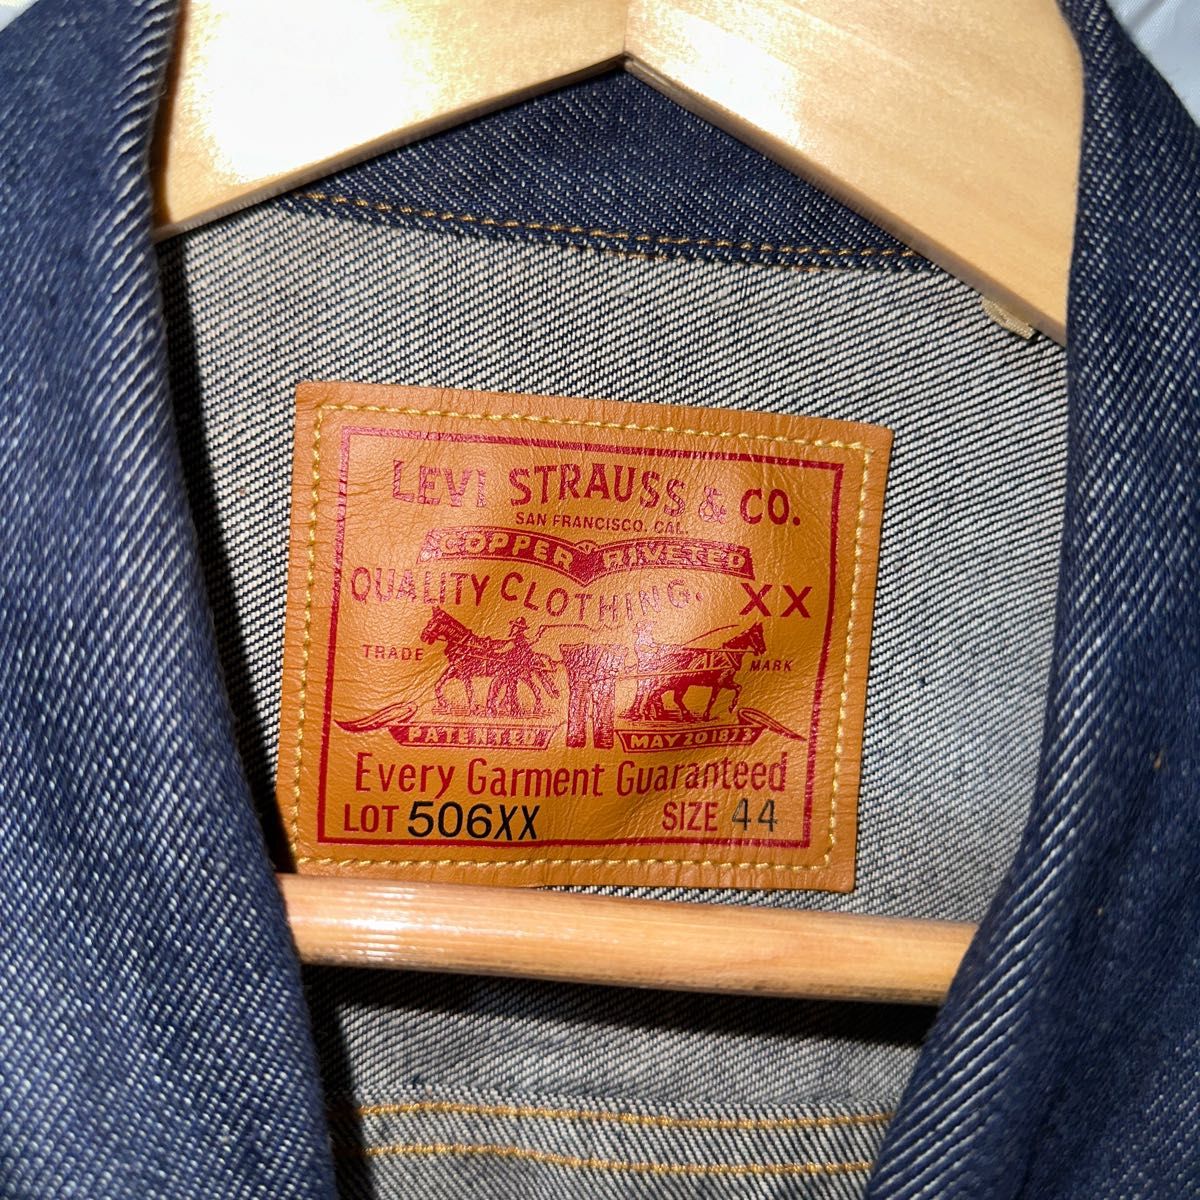 LEVI STRAUSS & CO.
SAN FRANCISCO, CAL.
COPPER RIVETED
QUALITY CLOTHING. XX
TRADE MARK
PATENTED MAY 20 1873
Every Garment Guaranteed
LOT 506XX SIZE 44